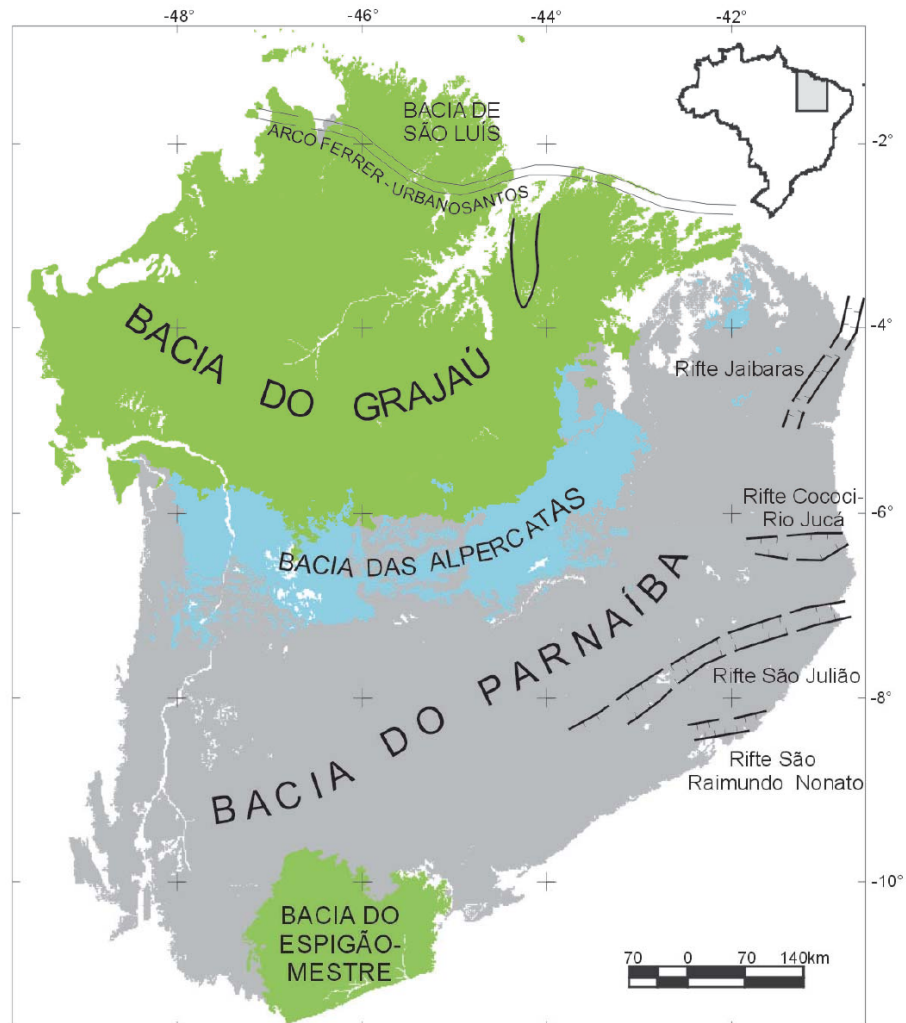 -48° -46° -44° -42°
BACIA DE
SÃO LUÍS
-2°
ARCO FERRER - URBANOSANTOS
-4°
BACIA DO GRAJAÚ
Rifte Jaibaras
Rifte Cococi-
Rio Jucá
-6°
BACIA DAS ALPERCATAS
BACIA DO PARNAÍBA
Rifte São Julião
-8°
Rifte São
Raimundo Nonato
-10°
BACIA DO
ESPIGÃO-
MESTRE
70 0 70 140km